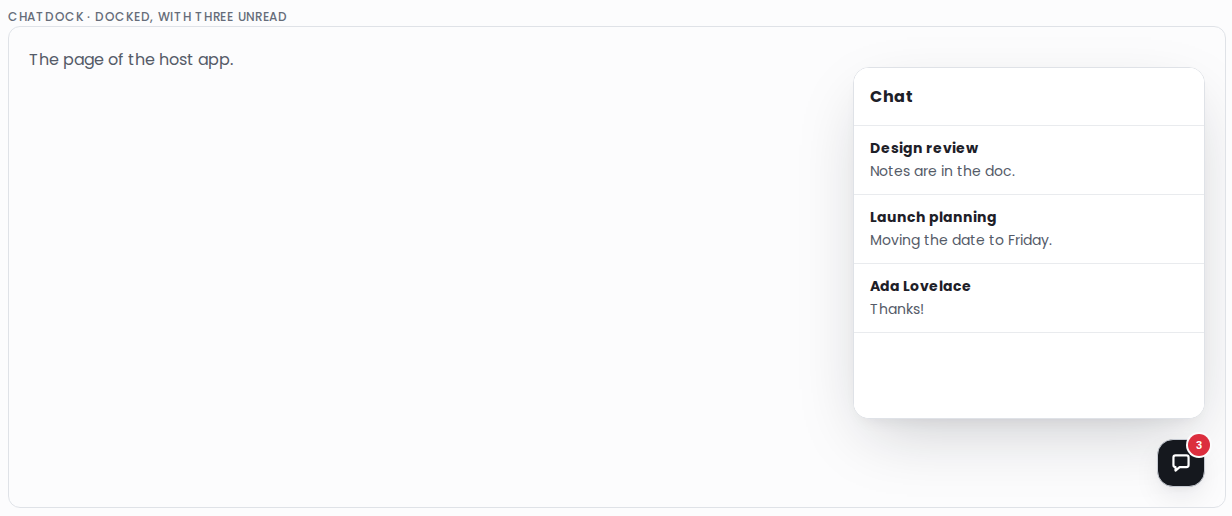 CHATDOCK · DOCKED, WITH THREE UNREAD
The page of the host app.
Chat
Design review
Notes are in the doc.
Launch planning
Moving the date to Friday.
Ada Lovelace
Thanks!
3